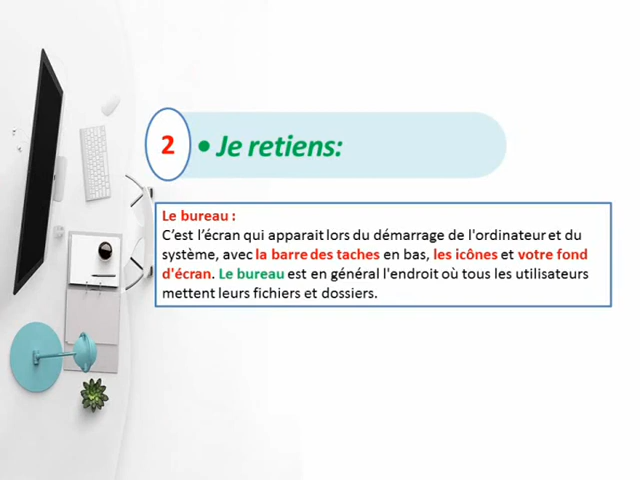 2
• Je retiens:
Le bureau :
C’est l’écran qui apparait lors du démarrage de l'ordinateur et du
système, avec la barre des taches en bas, les icônes et votre fond
d'écran. Le bureau est en général l'endroit où tous les utilisateurs
mettent leurs fichiers et dossiers.